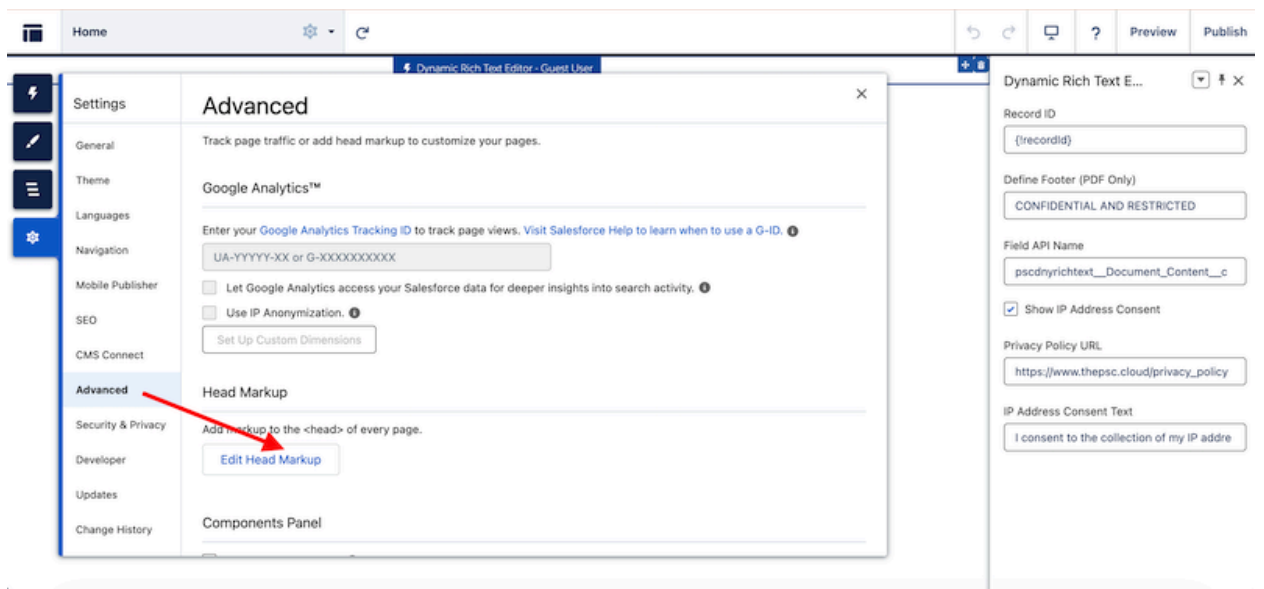 Home
Preview
Publish
Dynamic Rich Text Editor - Guest User
Settings
General
Theme
Languages
Navigation
Mobile Publisher
SEO
CMS Connect
Advanced
Security & Privacy
Developer
Updates
Change History
Advanced
Track page traffic or add head markup to customize your pages.
Google Analytics™
Enter your Google Analytics Tracking ID to track page views. Visit Salesforce Help to learn when to use a G-ID.
UA-YYYYY-XX or G-XXXXXXXXXX
Let Google Analytics access your Salesforce data for deeper insights into search activity.
Use IP Anonymization.
Set Up Custom Dimensions
Head Markup
Add markup to the <head> of every page.
Edit Head Markup
Components Panel
Dynamic Rich Text E...
Record ID
{!recordId}
Define Footer (PDF Only)
CONFIDENTIAL AND RESTRICTED
Field API Name
pscdnyrichtext__Document_Content__c
Show IP Address Consent
Privacy Policy URL
https://www.thepsc.cloud/privacy_policy
IP Address Consent Text
I consent to the collection of my IP addre